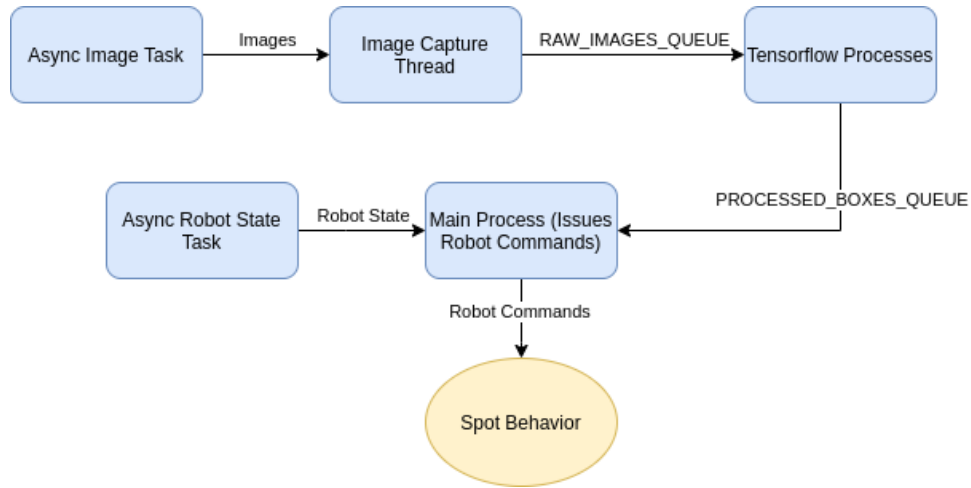 Async Image Task
Images
Image Capture
Thread
RAW_IMAGES_QUEUE
Tensorflow Processes
PROCESSED_BOXES_QUEUE
Async Robot State
Task
Robot State
Main Process (Issues
Robot Commands)
Robot Commands
Spot Behavior